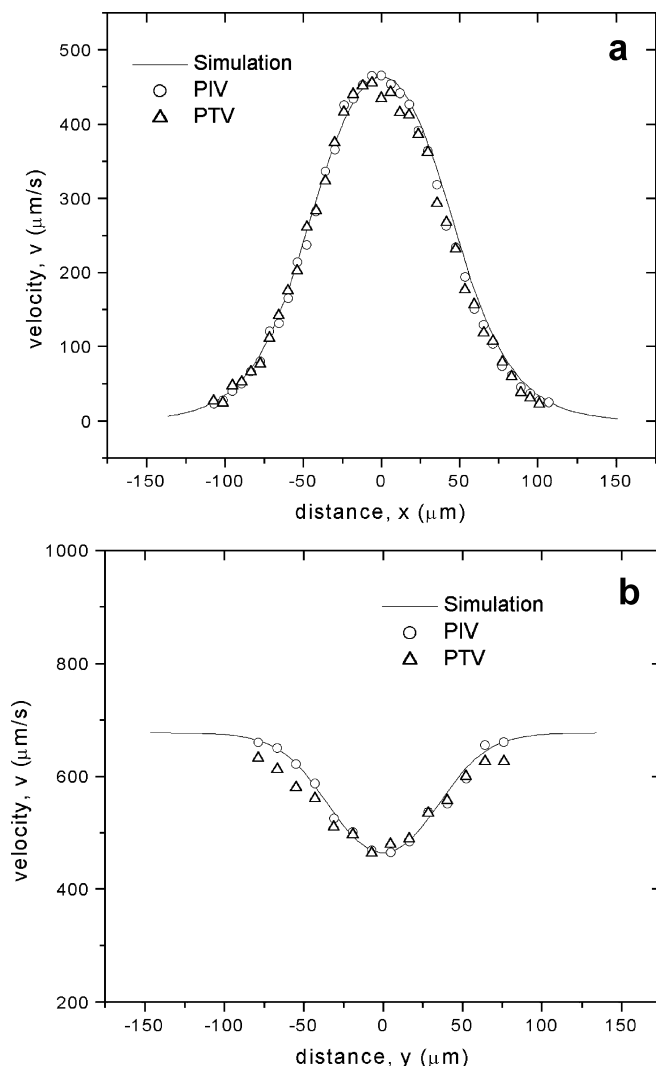 a
500
Simulation
PIV
PTV
400
300
200
100
0
velocity, v (μm/s)
-150 -100 -50 0 50 100 150
distance, x (μm)
1000
b
Simulation
PIV
PTV
800
600
400
200
velocity, v (μm/s)
-150 -100 -50 0 50 100 150
distance, y (μm)